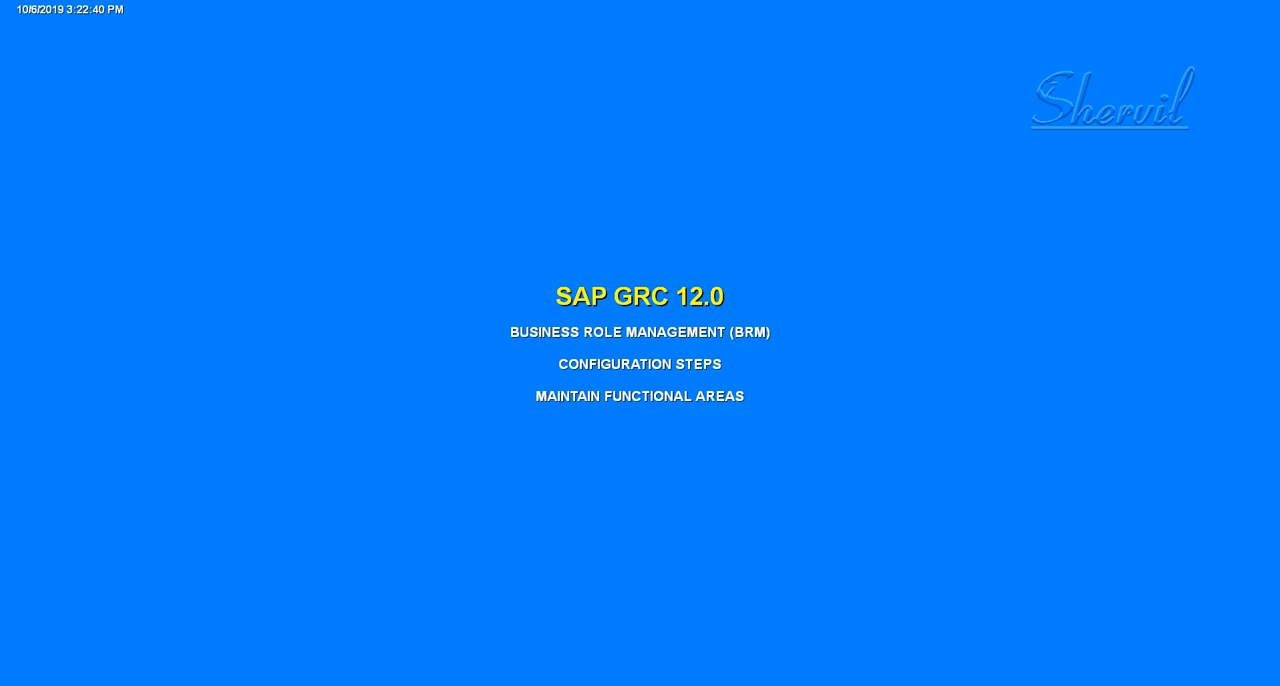 10/6/2019 3:22:40 PM
Shervil
SAP GRC 12.0
BUSINESS ROLE MANAGEMENT (BRM)
CONFIGURATION STEPS
MAINTAIN FUNCTIONAL AREAS